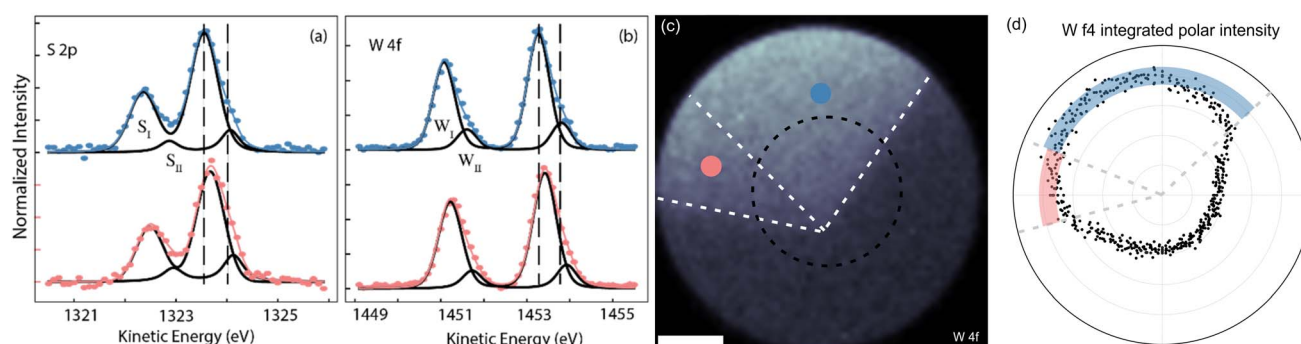 S 2p
(a)
S_I
S_II
Normalized Intensity
1321
1323
1325
Kinetic Energy (eV)
W 4f
(b)
W_I
W_II
1449
1451
1453
1455
Kinetic Energy (eV)
(c)
W 4f
(d)
W f4 integrated polar intensity